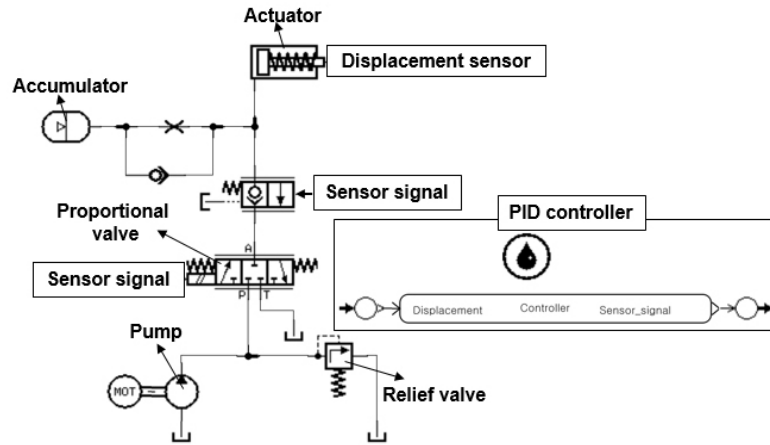 Actuator
Displacement sensor
Accumulator
Sensor signal
Proportional
valve
PID controller
A
Sensor signal
P T
Displacement Controller Sensor_signal
Pump
MOT
Relief valve